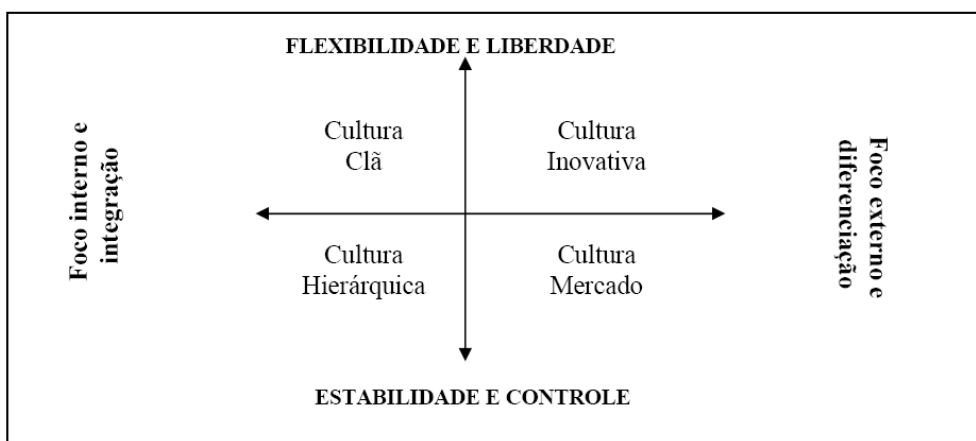 FLEXIBILIDADE E LIBERDADE
Foco interno e
integração
Cultura
Clã
Cultura
Inovativa
Foco externo e
diferenciação
Cultura
Hierárquica
Cultura
Mercado
ESTABILIDADE E CONTROLE